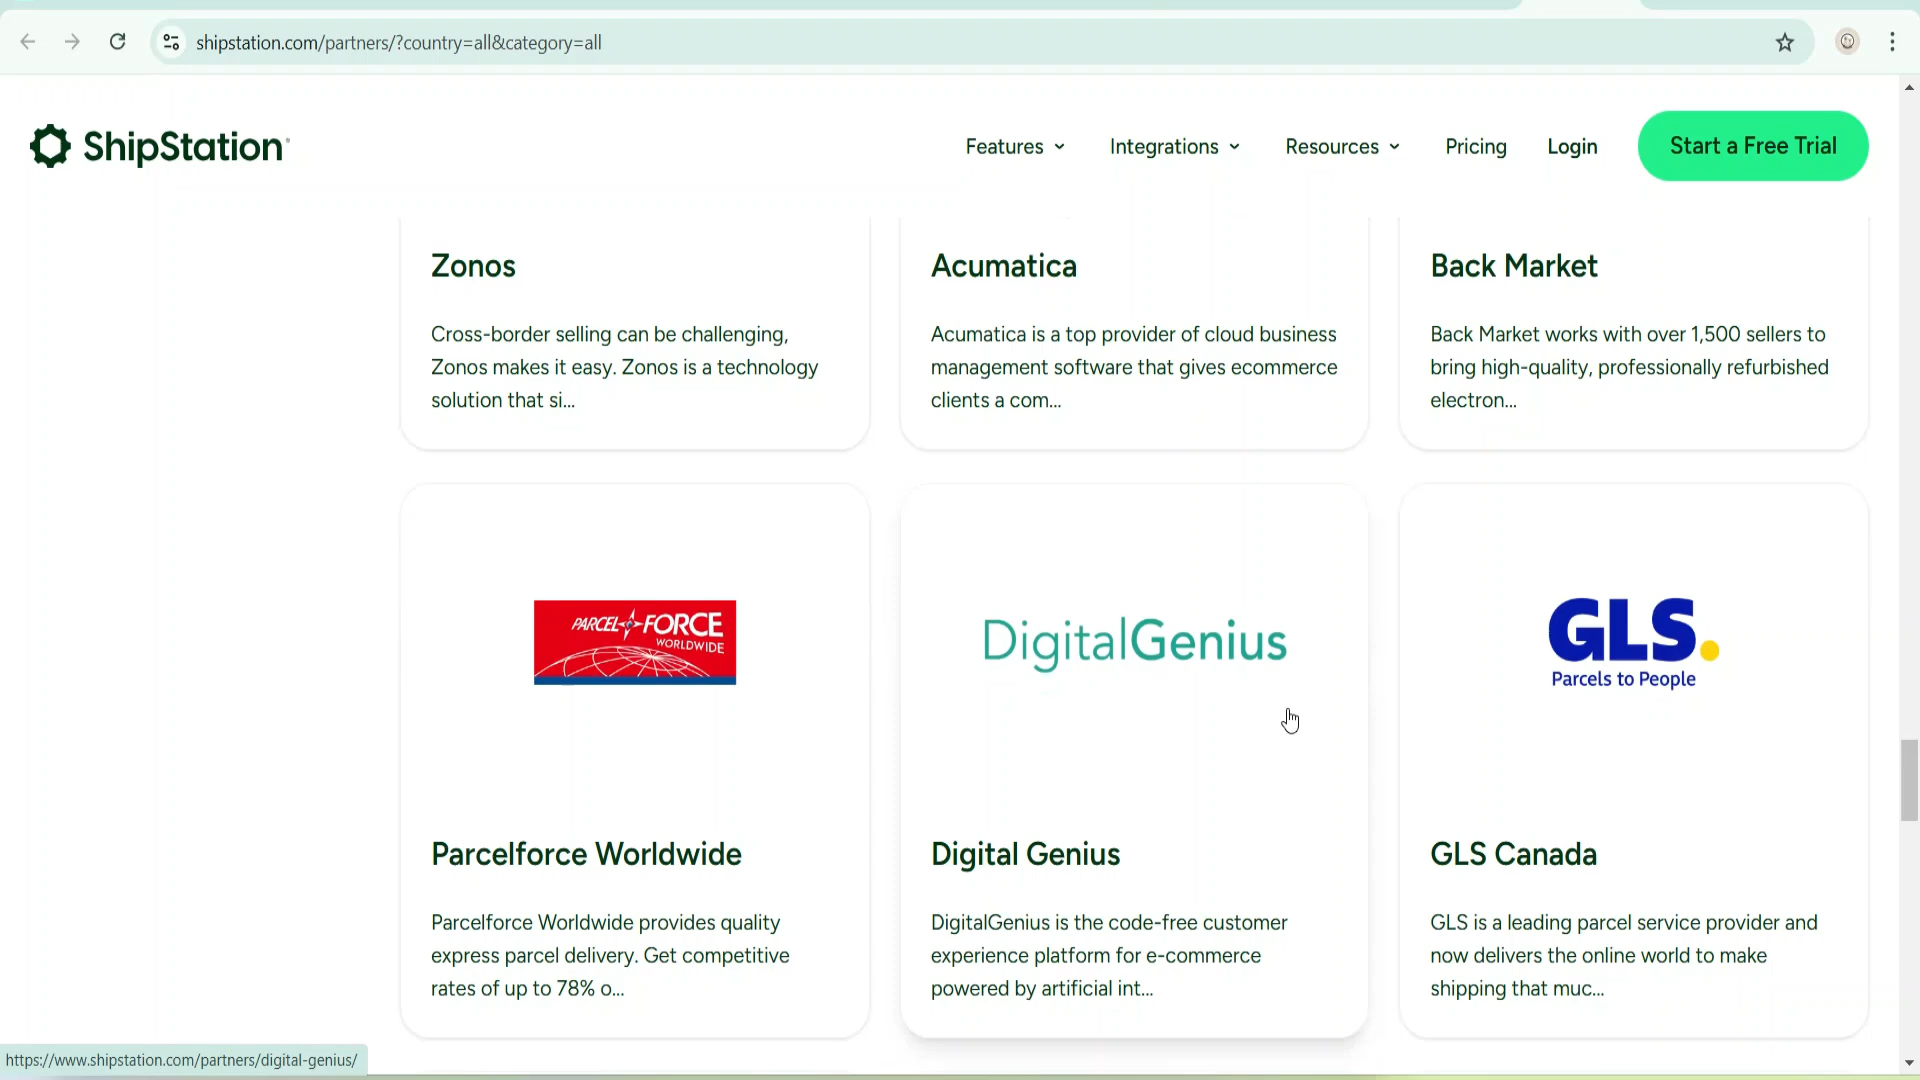 shipstation.com/partners/?country=all&category=all
ShipStation
Features
Integrations
Resources
Pricing
Login
Start a Free Trial
Zonos
Cross-border selling can be challenging,
Zonos makes it easy. Zonos is a technology
solution that si...
Acumatica
Acumatica is a top provider of cloud business
management software that gives ecommerce
clients a com...
Back Market
Back Market works with over 1,500 sellers to
bring high-quality, professionally refurbished
electron...
PARCEL FORCE
WORLDWIDE
Parcelforce Worldwide
Parcelforce Worldwide provides quality
express parcel delivery. Get competitive
rates of up to 78% o...
DigitalGenius
Digital Genius
DigitalGenius is the code-free customer
experience platform for e-commerce
powered by artificial int...
GLS.
Parcels to People
GLS Canada
GLS is a leading parcel service provider and
now delivers the online world to make
shipping that muc...
https://www.shipstation.com/partners/digital-genius/